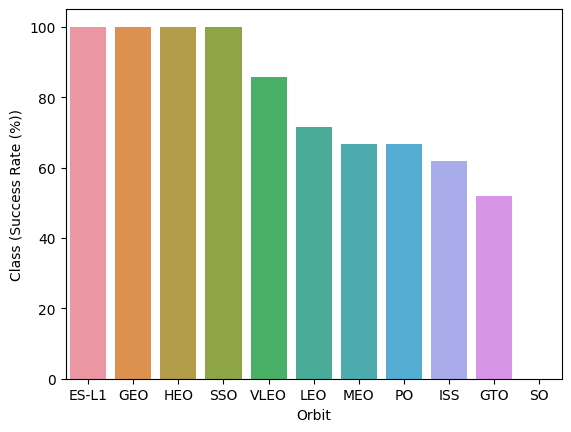 100
80
60
40
20
0
Class (Success Rate (%))
ES-L1 GEO HEO SSO VLEO LEO MEO PO ISS GTO SO
Orbit